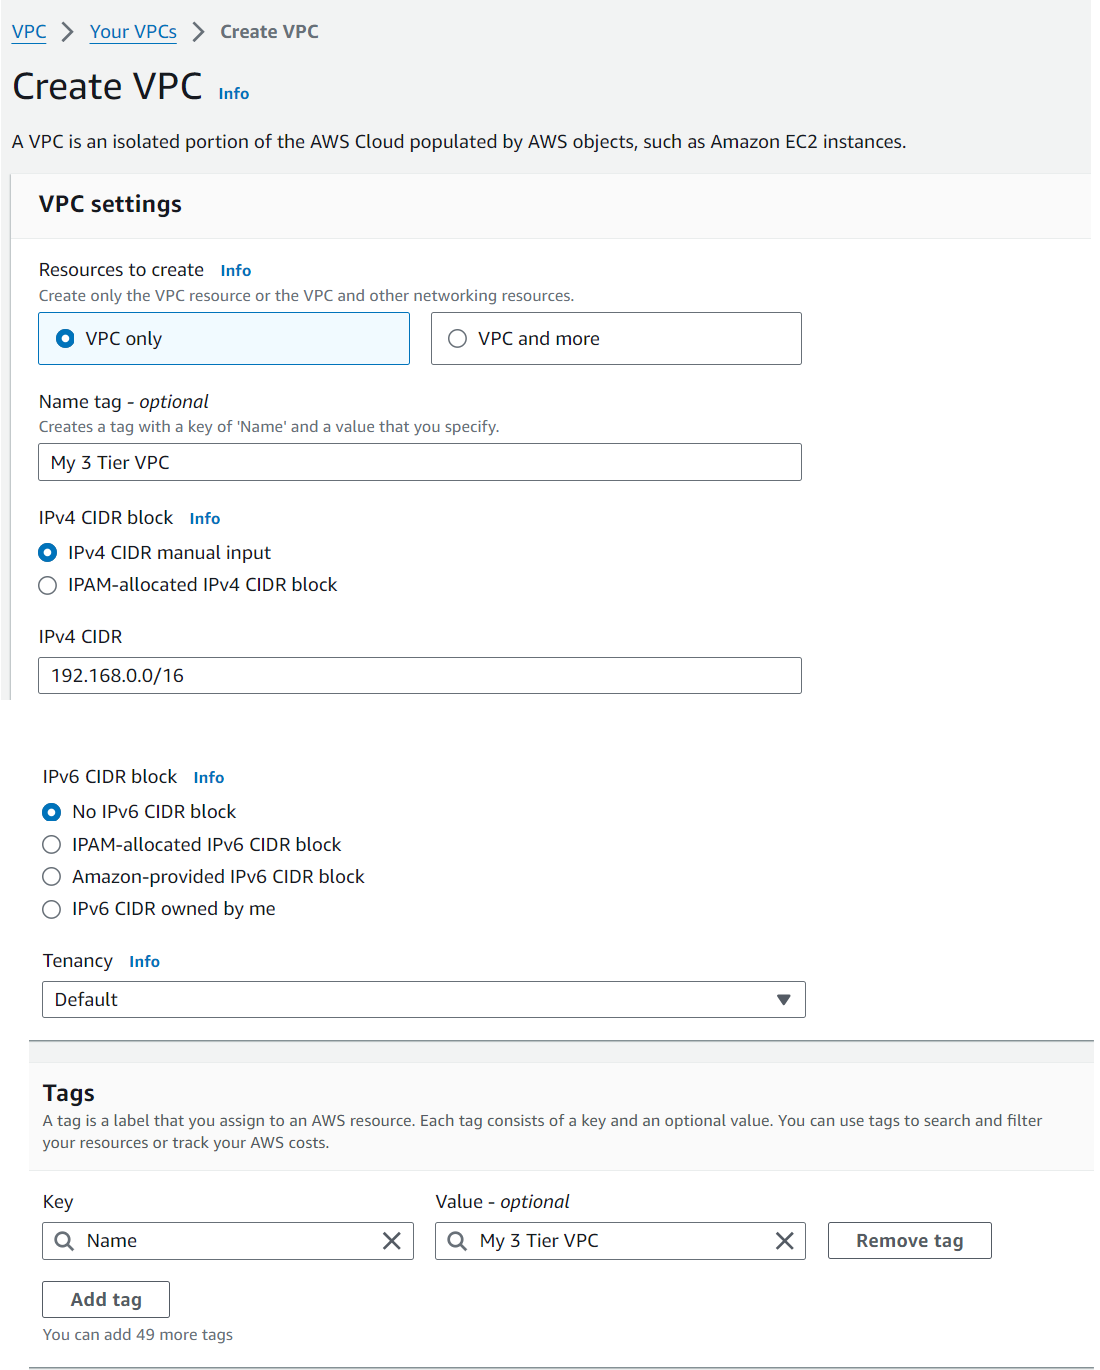 VPC > Your VPCs > Create VPC
Create VPC Info
A VPC is an isolated portion of the AWS Cloud populated by AWS objects, such as Amazon EC2 instances.
VPC settings
Resources to create Info
Create only the VPC resource or the VPC and other networking resources.
VPC only VPC and more
Name tag - optional
Creates a tag with a key of 'Name' and a value that you specify.
My 3 Tier VPC
IPv4 CIDR block Info
IPv4 CIDR manual input
IPAM-allocated IPv4 CIDR block
IPv4 CIDR
192.168.0.0/16
IPv6 CIDR block Info
No IPv6 CIDR block
IPAM-allocated IPv6 CIDR block
Amazon-provided IPv6 CIDR block
IPv6 CIDR owned by me
Tenancy Info
Default
Tags
A tag is a label that you assign to an AWS resource. Each tag consists of a key and an optional value. You can use tags to search and filter
your resources or track your AWS costs.
Key Value - optional
Name My 3 Tier VPC Remove tag
Add tag
You can add 49 more tags